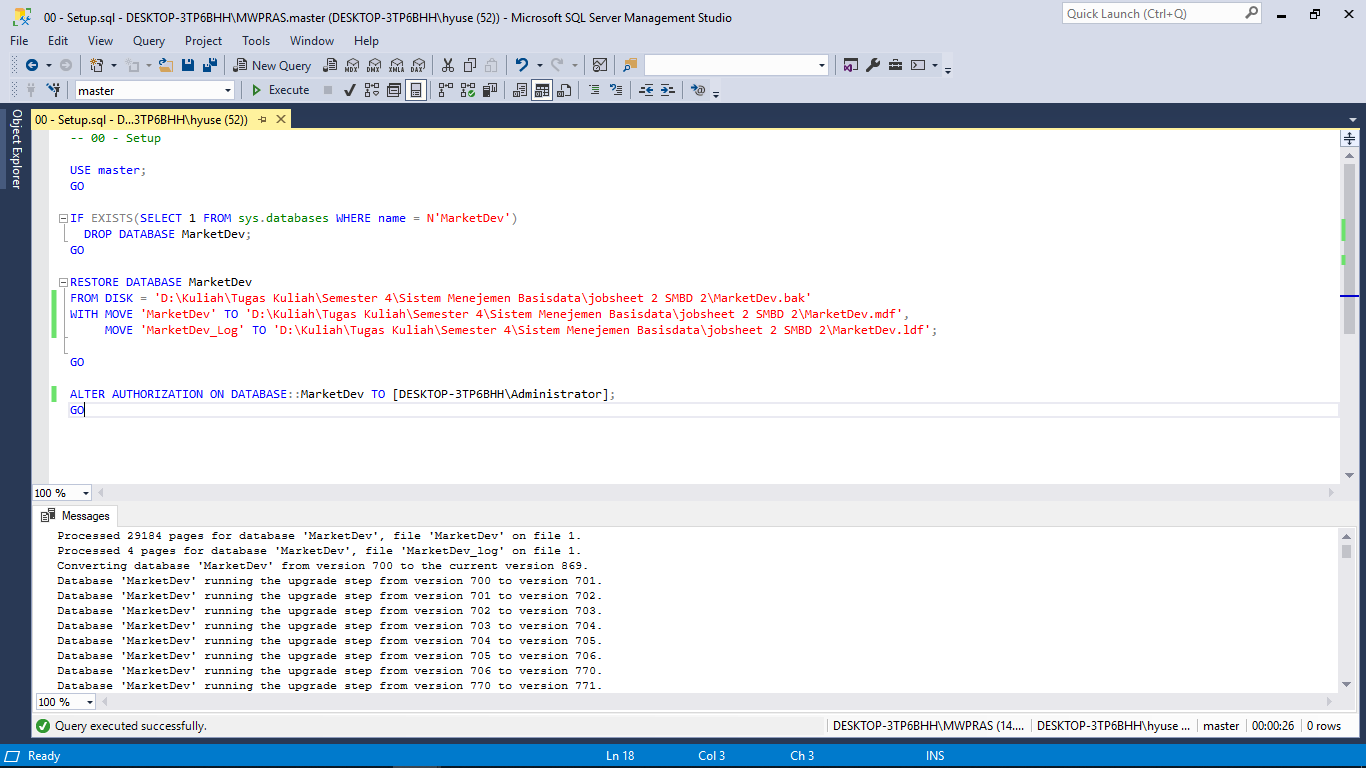 00 - Setup.sql - DESKTOP-3TP6BHH\MWPRAS.master (DESKTOP-3TP6BHH\hyuse (52)) - Microsoft SQL Server Management Studio
Quick Launch (Ctrl+Q)
File Edit View Query Project Tools Window Help
New Query
MDX DMX XMLA DAX
master
Execute
Object Explorer
00 - Setup.sql - D...3TP6BHH\hyuse (52))
-- 00 - Setup
USE master;
GO
IF EXISTS(SELECT 1 FROM sys.databases WHERE name = N'MarketDev')
DROP DATABASE MarketDev;
GO
RESTORE DATABASE MarketDev
FROM DISK = 'D:\Kuliah\Tugas Kuliah\Semester 4\Sistem Menejemen Basisdata\jobsheet 2 SMBD 2\MarketDev.bak'
WITH MOVE 'MarketDev' TO 'D:\Kuliah\Tugas Kuliah\Semester 4\Sistem Menejemen Basisdata\jobsheet 2 SMBD 2\MarketDev.mdf',
MOVE 'MarketDev_Log' TO 'D:\Kuliah\Tugas Kuliah\Semester 4\Sistem Menejemen Basisdata\jobsheet 2 SMBD 2\MarketDev.ldf';
GO
ALTER AUTHORIZATION ON DATABASE::MarketDev TO [DESKTOP-3TP6BHH\Administrator];
GO
100 %
Messages
Processed 29184 pages for database 'MarketDev', file 'MarketDev' on file 1.
Processed 4 pages for database 'MarketDev', file 'MarketDev_log' on file 1.
Converting database 'MarketDev' from version 700 to the current version 869.
Database 'MarketDev' running the upgrade step from version 700 to version 701.
Database 'MarketDev' running the upgrade step from version 701 to version 702.
Database 'MarketDev' running the upgrade step from version 702 to version 703.
Database 'MarketDev' running the upgrade step from version 703 to version 704.
Database 'MarketDev' running the upgrade step from version 704 to version 705.
Database 'MarketDev' running the upgrade step from version 705 to version 706.
Database 'MarketDev' running the upgrade step from version 706 to version 770.
Database 'MarketDev' running the upgrade step from version 770 to version 771.
100 %
Query executed successfully.
DESKTOP-3TP6BHH\MWPRAS (14.... DESKTOP-3TP6BHH\hyuse ... master 00:00:26 0 rows
Ready Ln 18 Col 3 Ch 3 INS